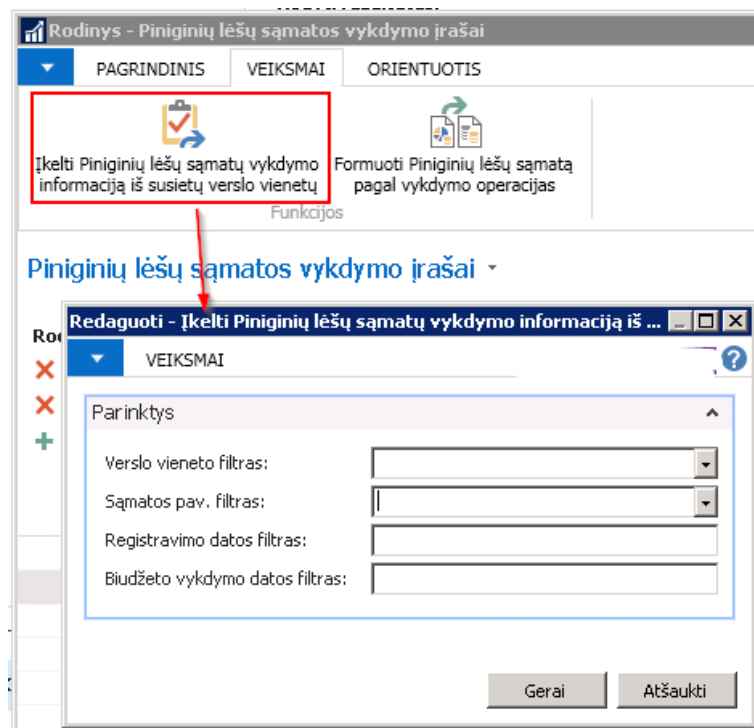 Rodinys - Piniginių lėšų sąmatos vykdymo įrašai
PAGRINDINIS VEIKSMAI ORIENTUOTIS
Įkelti Piniginių lėšų sąmatų vykdymo informaciją iš susietų verslo vienetų
Formuoti Piniginių lėšų sąmatą pagal vykdymo operacijas
Funkcijos
Piniginių lėšų sąmatos vykdymo įrašai
Redaguoti - Įkelti Piniginių lėšų sąmatų vykdymo informaciją iš ...
VEIKSMAI
Parinktys
Verslo vieneto filtras:
Sąmatos pav. filtras:
Registravimo datos filtras:
Biudžeto vykdymo datos filtras:
Gerai Atšaukti